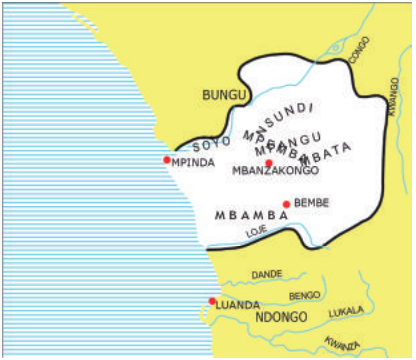 CONGO
KWANGO
BUNGU
NSUNDI
SOYO
MPANGU
MPEMBA
MBATA
MPINDA
MBANZAKONGO
BEMBE
MBAMBA
LOJE
DANDE
BENGO
LUANDA
LUKALA
NDONGO
KWANZA